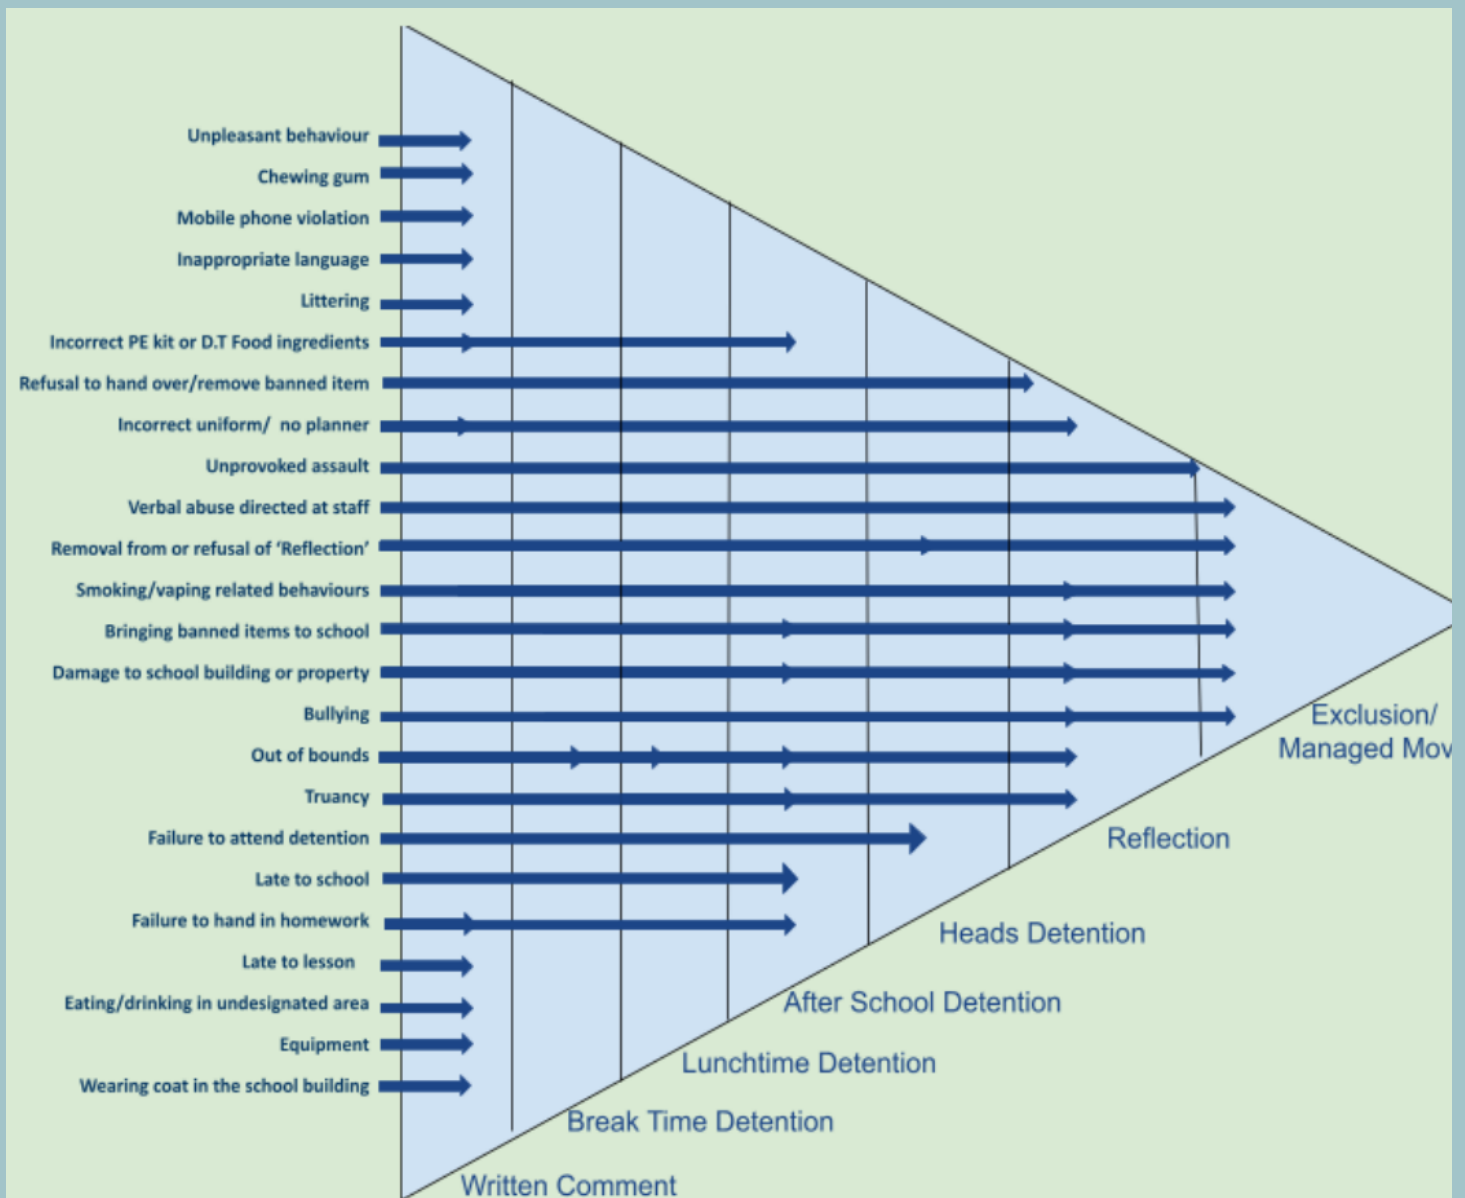 Unpleasant behaviour
Chewing gum
Mobile phone violation
Inappropriate language
Littering
Incorrect PE kit or D.T Food ingredients
Refusal to hand over/remove banned item
Incorrect uniform/ no planner
Unprovoked assault
Verbal abuse directed at staff
Removal from or refusal of ‘Reflection’
Smoking/vaping related behaviours
Bringing banned items to school
Damage to school building or property
Bullying
Out of bounds
Truancy
Failure to attend detention
Late to school
Failure to hand in homework
Late to lesson
Eating/drinking in undesignated area
Equipment
Wearing coat in the school building
Exclusion/
Managed Mov
Reflection
Heads Detention
After School Detention
Lunchtime Detention
Break Time Detention
Written Comment